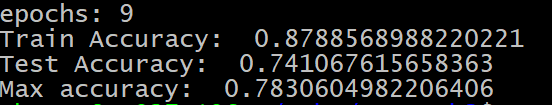 epochs: 9
Train Accuracy:  0.8788568988220221
Test Accuracy:  0.741067615658363
Max accuracy:  0.7830604982206406